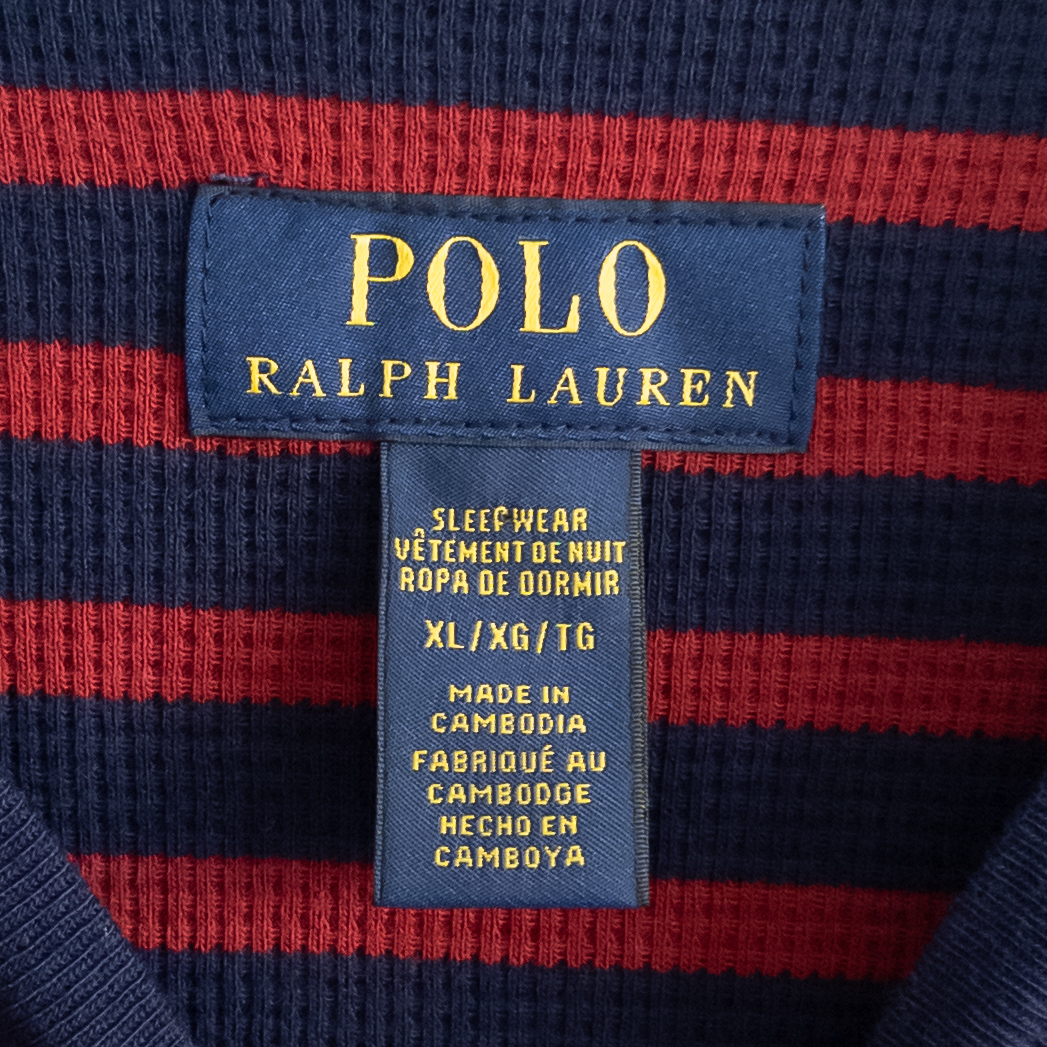 POLO
RALPH LAUREN
SLEEPWEAR
VÊTEMENT DE NUIT
ROPA DE DORMIR
XL/XG/TG
MADE IN
CAMBODIA
FABRIQUÉ AU
CAMBODGE
HECHO EN
CAMBOYA